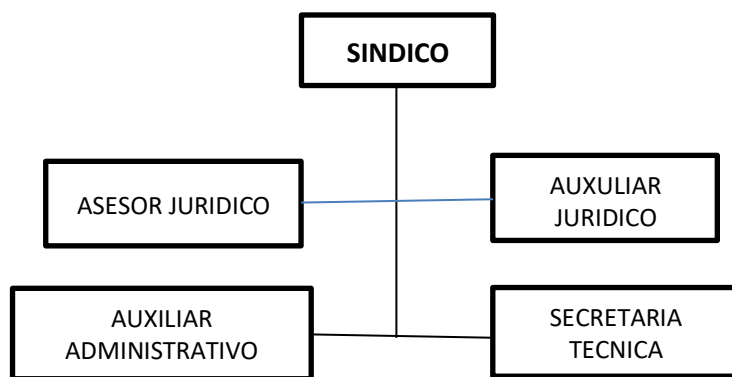 SINDICO
ASESOR JURIDICO
AUXULIAR
JURIDICO
AUXILIAR
ADMINISTRATIVO
SECRETARIA
TECNICA